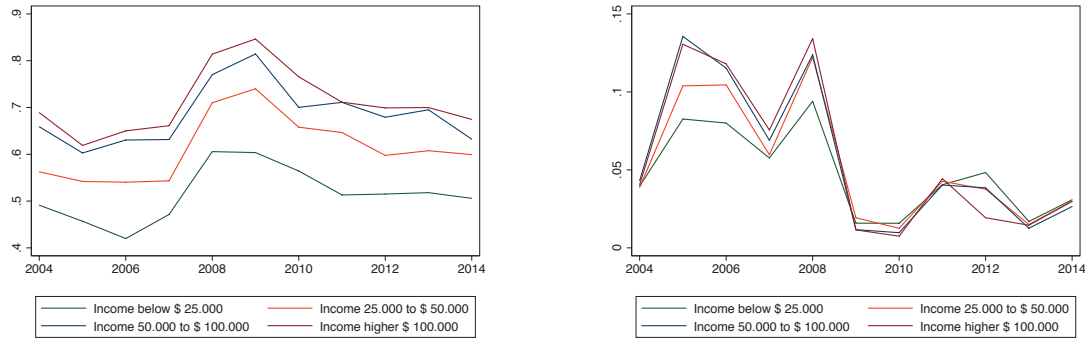 .9
.8
.7
.6
.5
.4
2004 2006 2008 2010 2012 2014
Income below $ 25.000 Income 25.000 to $ 50.000
Income 50.000 to $ 100.000 Income higher $ 100.000
.15
.1
.05
0
2004 2006 2008 2010 2012 2014
Income below $ 25.000 Income 25.000 to $ 50.000
Income 50.000 to $ 100.000 Income higher $ 100.000